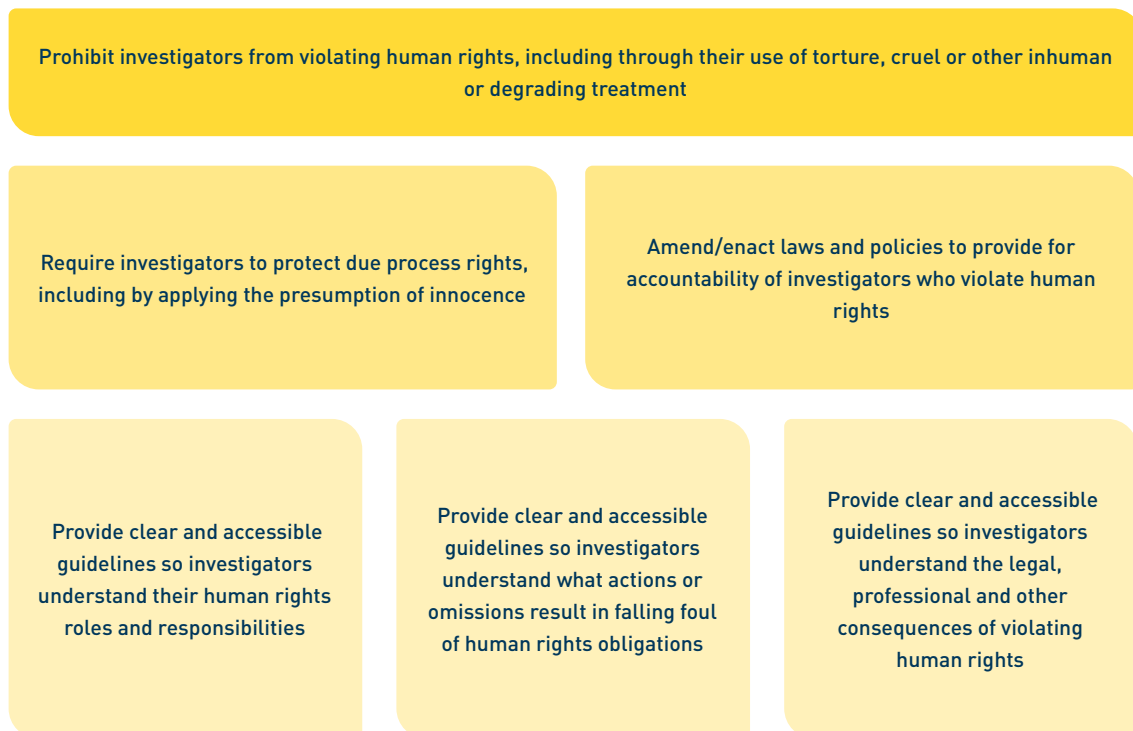 Prohibit investigators from violating human rights, including through their use of torture, cruel or other inhuman
or degrading treatment
Require investigators to protect due process rights,
including by applying the presumption of innocence
Amend/enact laws and policies to provide for
accountability of investigators who violate human
rights
Provide clear and accessible
guidelines so investigators
understand their human rights
roles and responsibilities
Provide clear and accessible
guidelines so investigators
understand what actions or
omissions result in falling foul
of human rights obligations
Provide clear and accessible
guidelines so investigators
understand the legal,
professional and other
consequences of violating
human rights